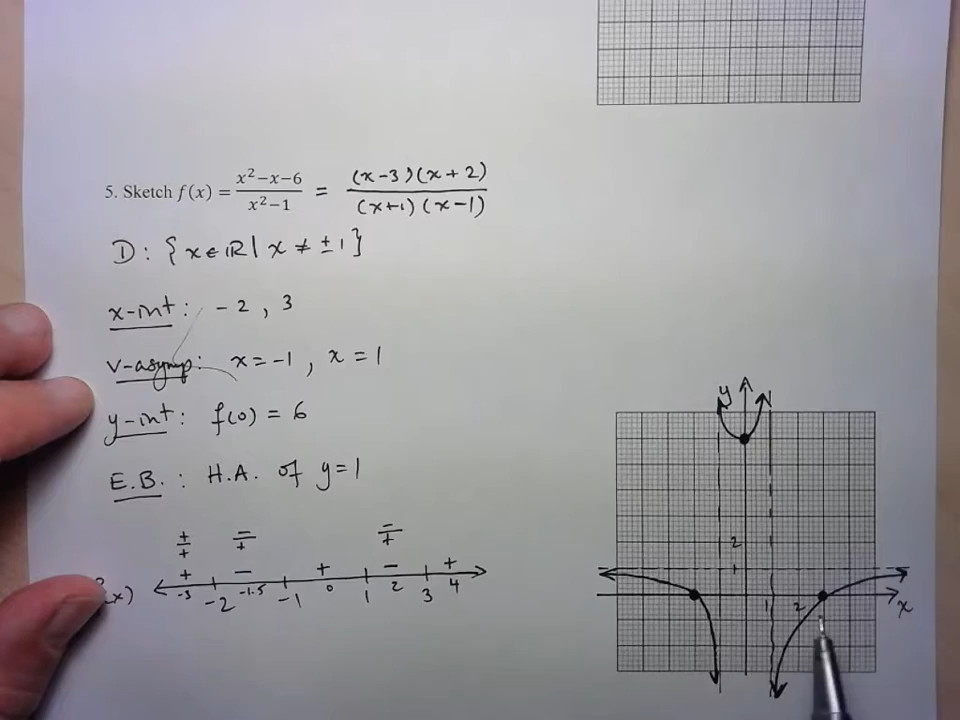 5. Sketch f(x) = x²−x−6 / x²−1 = (x-3)(x+2) / (x+1)(x-1)
D: {x∈ℝ | x ≠ ±1}
x-int: -2, 3
v-asymp: x=-1, x=1
y-int: f(0) = 6
E.B.: H.A. of y=1
+/+ −/+ −/+
+ − + − +
x) -3 -2 -1.5 -1 0 1 2 3 4
y
2
1
1 2 x